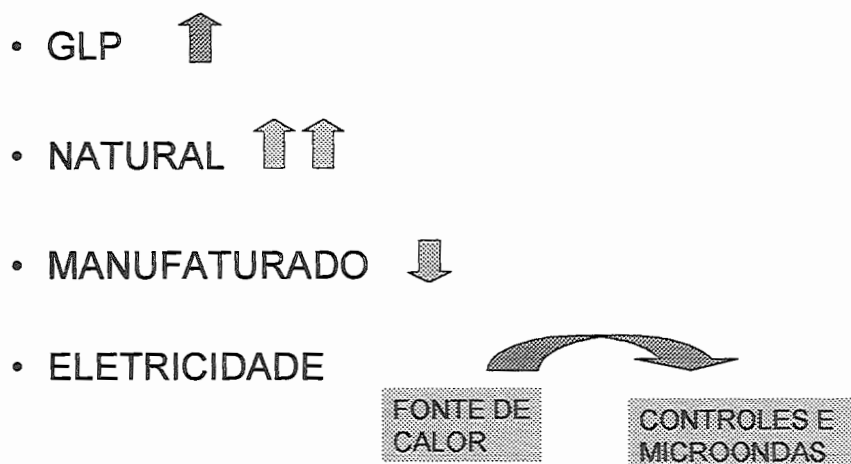 • GLP
• NATURAL
• MANUFATURADO
• ELETRICIDADE
FONTE DE
CALOR
CONTROLES E
MICROONDAS